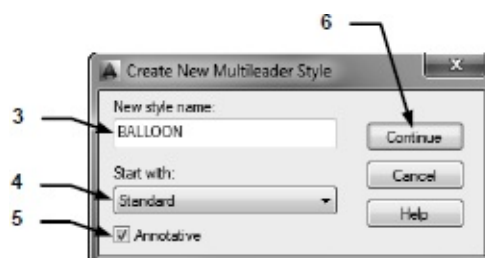 6
Create New Multileader Style
X
New style name:
3
BALLOON
Continue
Start with:
Cancel
4
Standard
Help
5
Annotative